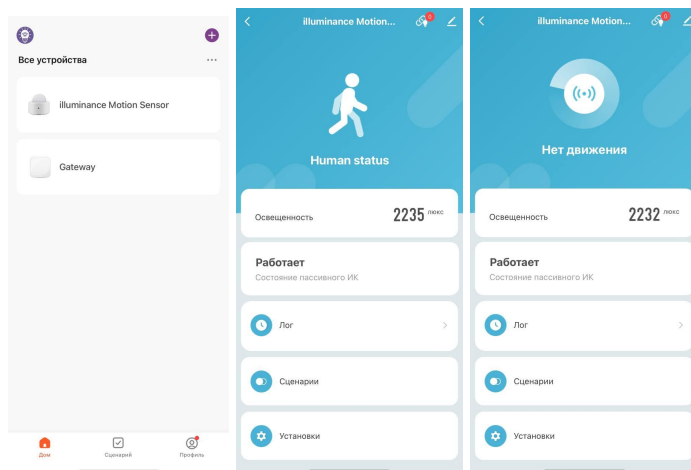 Все устройства
illuminance Motion Sensor
Gateway
Дом
Сценарий
Профиль
illuminance Motion...
0
Human status
Освещенность
2235 люкс
Работает
Состояние пассивного ИК
Лог
Сценарии
Установки
illuminance Motion...
Нет движения
Освещенность
2232 люкс
Работает
Состояние пассивного ИК
Лог
Сценарии
Установки